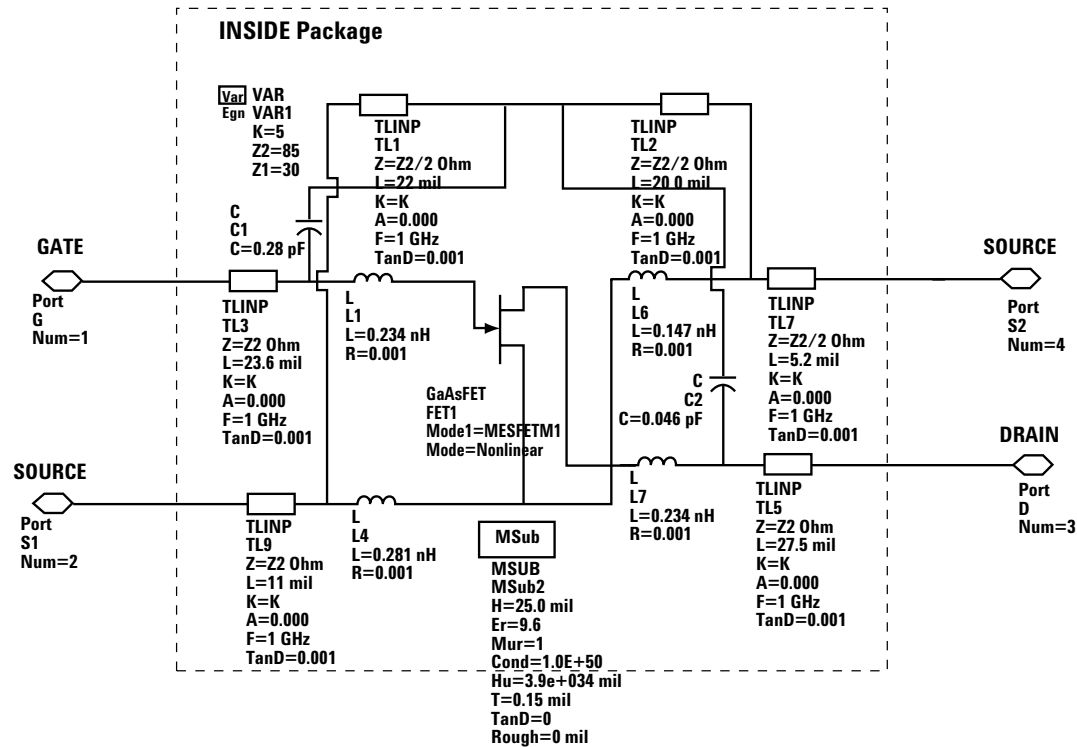 INSIDE Package
Var VAR
Egn VAR1
K=5
Z2=85
Z1=30
TLINP
TL1
Z=Z2/2 Ohm
L=22 mil
K=K
A=0.000
F=1 GHz
TanD=0.001
TLINP
TL2
Z=Z2/2 Ohm
L=20 0 mil
K=K
A=0.000
F=1 GHz
TanD=0.001
C
C1
C=0.28 pF
GATE
Port
G
Num=1
TLINP
TL3
Z=Z2 Ohm
L=23.6 mil
K=K
A=0.000
F=1 GHz
TanD=0.001
L
L1
L=0.234 nH
R=0.001
GaAsFET
FET1
Mode1=MESFETM1
Mode=Nonlinear
L
L6
L=0.147 nH
R=0.001
C
C2
C=0.046 pF
SOURCE
Port
S2
Num=4
TLINP
TL7
Z=Z2/2 Ohm
L=5.2 mil
K=K
A=0.000
F=1 GHz
TanD=0.001
DRAIN
Port
D
Num=3
SOURCE
Port
S1
Num=2
TLINP
TL9
Z=Z2 Ohm
L=11 mil
K=K
A=0.000
F=1 GHz
TanD=0.001
L
L4
L=0.281 nH
R=0.001
MSub
MSUB
MSub2
H=25.0 mil
Er=9.6
Mur=1
Cond=1.0E+50
Hu=3.9e+034 mil
T=0.15 mil
TanD=0
Rough=0 mil
L
L7
L=0.234 nH
R=0.001
TLINP
TL5
Z=Z2 Ohm
L=27.5 mil
K=K
A=0.000
F=1 GHz
TanD=0.001